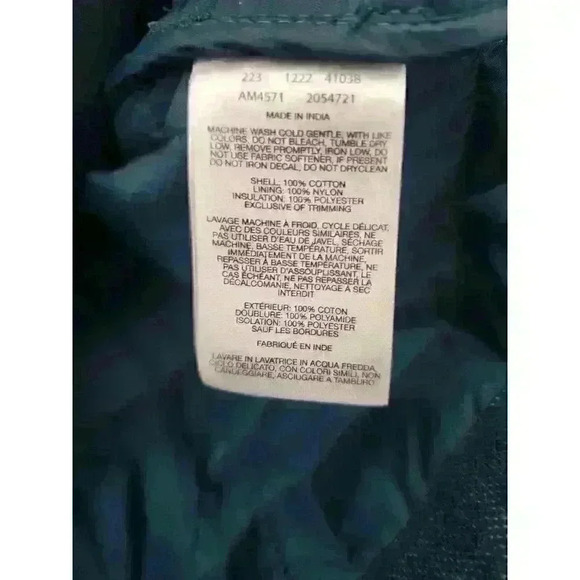 223 1222 4103B
AM4571 2054721
MADE IN INDIA
MACHINE WASH COLD GENTLE, WITH LIKE
COLORS, DO NOT BLEACH, TUMBLE DRY
LOW, REMOVE PROMPTLY, IRON LOW, DO
NOT USE FABRIC SOFTENER, IF PRESENT
DO NOT IRON DECAL, DO NOT DRYCLEAN
SHELL: 100% COTTON
LINING: 100% NYLON
INSULATION: 100% POLYESTER
EXCLUSIVE OF TRIMMING
LAVAGE MACHINE À FROID, CYCLE DÉLICAT,
AVEC DES COULEURS SIMILAIRES, NE
PAS UTILISER D'EAU DE JAVEL, SÉCHAGE
MACHINE, BASSE TEMPÉRATURE, SORTIR
IMMÉDIATEMENT DE LA MACHINE,
REPASSER À BASSE TEMPÉRATURE, NE
PAS UTILISER D'ASSOUPLISSANT, LE
CAS ÉCHÉANT, NE PAS REPASSER LA
DÉCALCOMANIE, NETTOYAGE À SEC
INTERDIT
EXTÉRIEUR: 100% COTON
DOUBLURE: 100% POLYAMIDE
ISOLATION: 100% POLYESTER
SAUF LES BORDURES
FABRIQUÉ EN INDE
LAVARE IN LAVATRICE IN ACQUA FREDDA,
CICLO DELICATO, CON COLORI SIMILI, NON
CANDEGGIARE, ASCIUGARE A TAMBURO